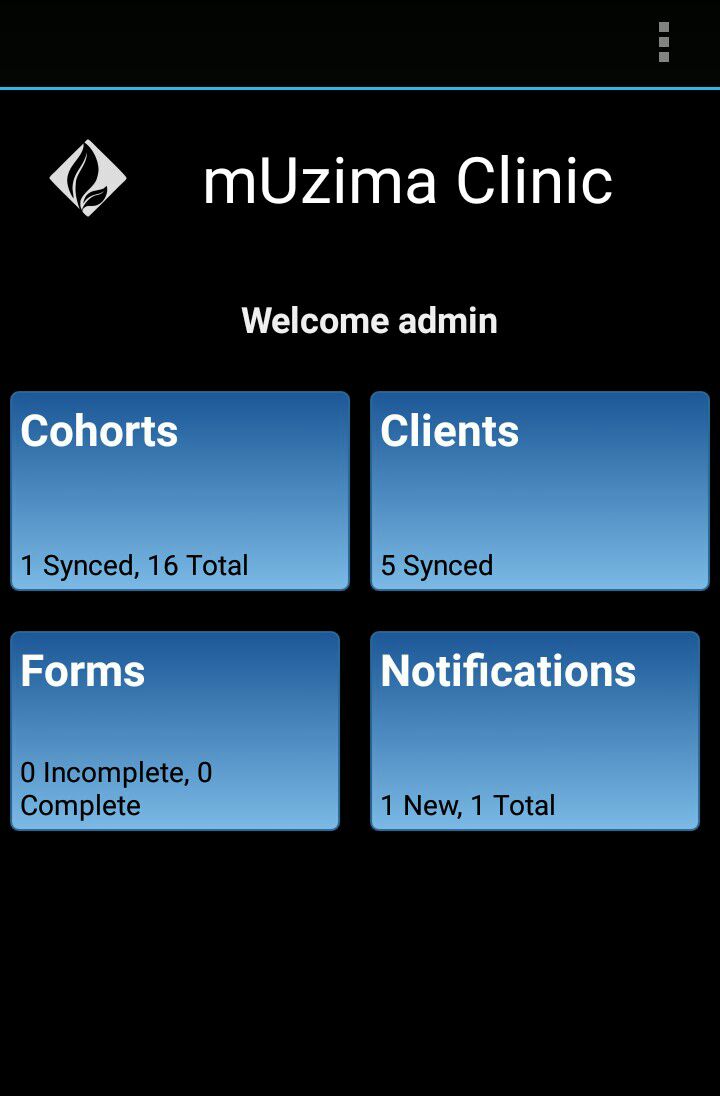 mUzima Clinic
Welcome admin
Cohorts
1 Synced, 16 Total
Clients
5 Synced
Forms
0 Incomplete, 0
Complete
Notifications
1 New, 1 Total